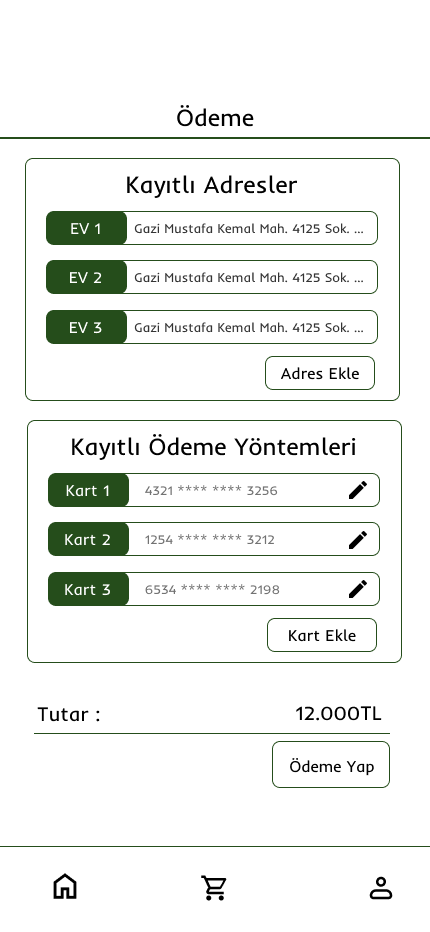 Ödeme
Kayıtlı Adresler
EV 1 Gazi Mustafa Kemal Mah. 4125 Sok. ...
EV 2 Gazi Mustafa Kemal Mah. 4125 Sok. ...
EV 3 Gazi Mustafa Kemal Mah. 4125 Sok. ...
Adres Ekle
Kayıtlı Ödeme Yöntemleri
Kart 1 4321 **** **** 3256
Kart 2 1254 **** **** 3212
Kart 3 6534 **** **** 2198
Kart Ekle
Tutar : 12.000TL
Ödeme Yap